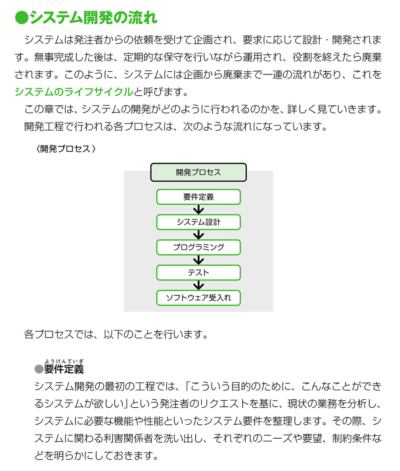 ●システム開発の流れ
システムは発注者からの依頼を受けて企画され、要求に応じて設計・開発されま
す。無事完成した後は、定期的な保守を行いながら運用され、役割を終えたら廃棄
されます。このように、システムには企画から廃棄まで一連の流れがあり、これを
システムのライフサイクルと呼びます。
この章では、システムの開発がどのように行われるのかを、詳しく見ていきます。
開発工程で行われる各プロセスは、次のような流れになっています。
〈開発プロセス〉
開発プロセス
要件定義
システム設計
プログラミング
テスト
ソフトウェア受入れ
各プロセスでは、以下のことを行います。
ようけんていぎ
●要件定義
システム開発の最初の工程では、「こういう目的のために、こんなことができ
るシステムが欲しい」という発注者のリクエストを基に、現状の業務を分析し、
システムに必要な機能や性能といったシステム要件を整理します。その際、シ
ステムに関わる利害関係者を洗い出し、それぞれのニーズや要望、制約条件な
どを明らかにしておきます。